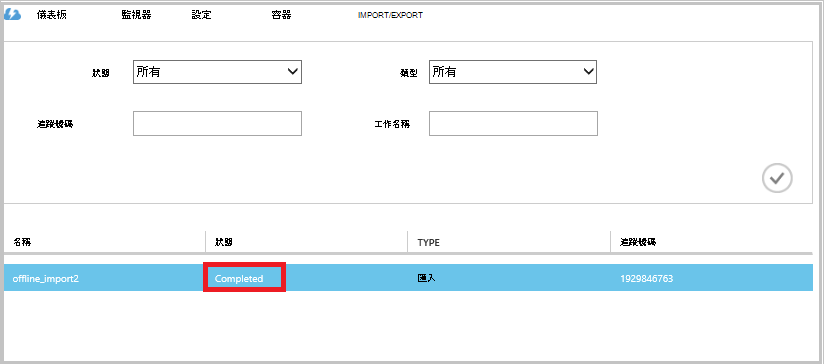 儀表板 監視器 設定 容器 IMPORT/EXPORT
狀態 所有 類型 所有
追蹤號碼 工作名稱
名稱 狀態 TYPE 追蹤號碼
offline_import2 Completed 匯入 1929846763